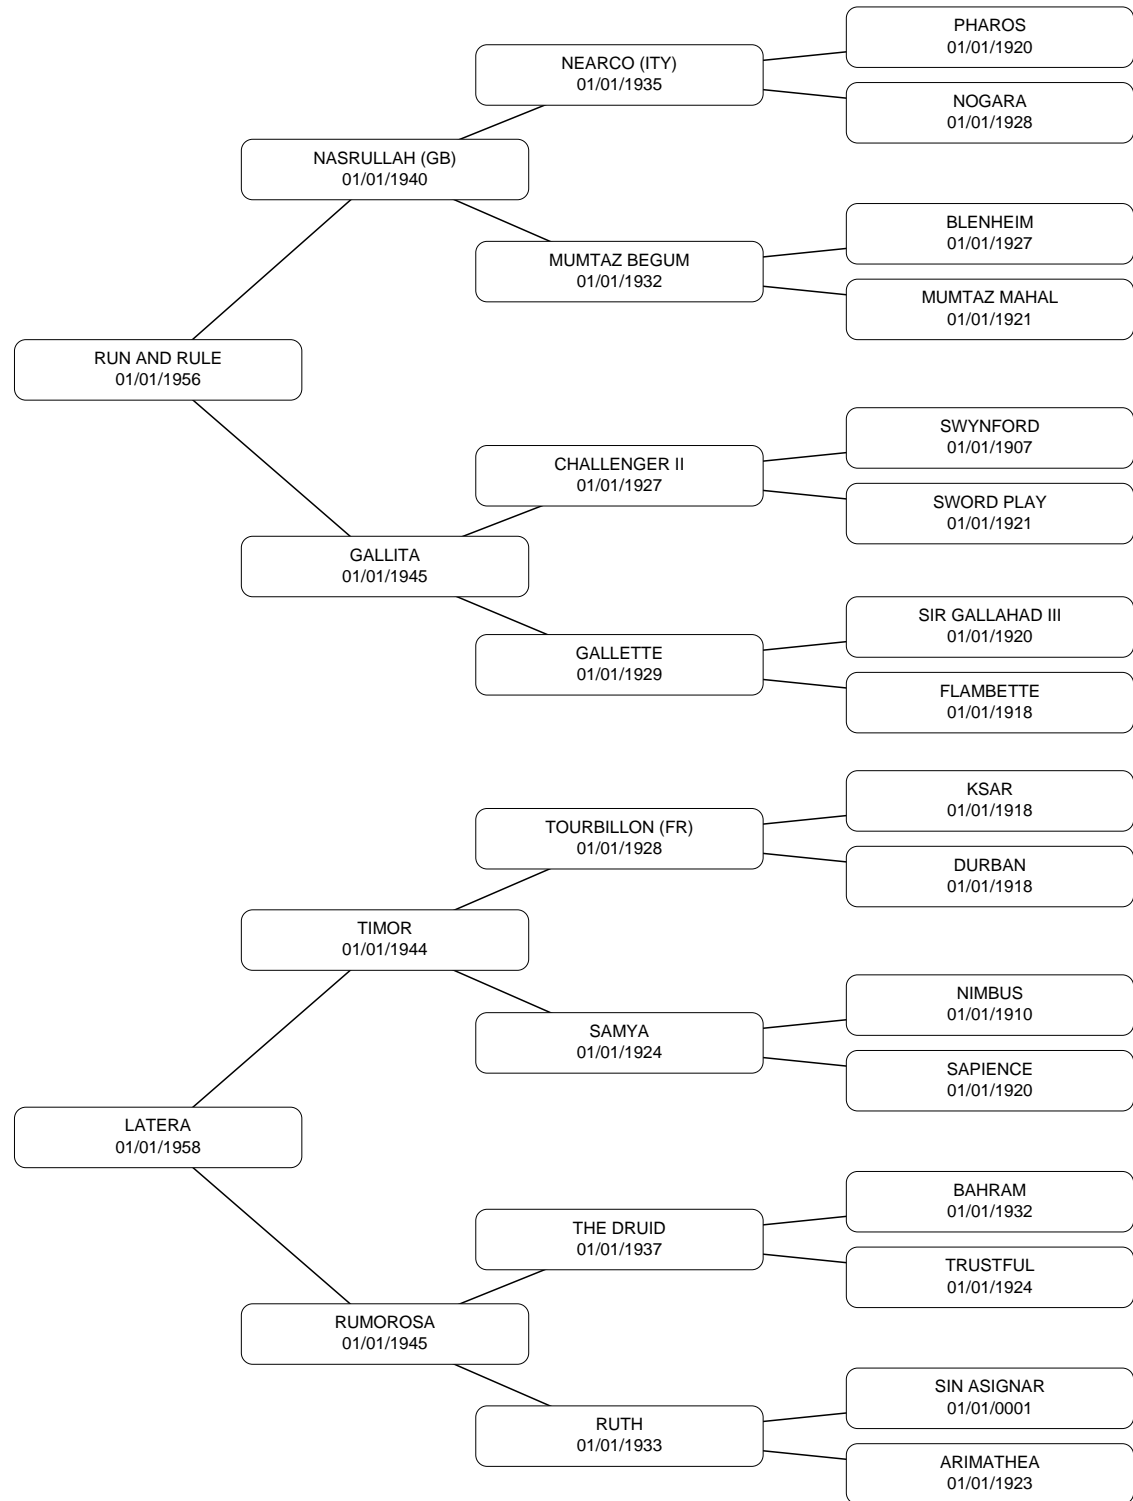 PHAROS
01/01/1920
NEARCO (ITY)
01/01/1935
NOGARA
01/01/1928
NASRULLAH (GB)
01/01/1940
BLENHEIM
01/01/1927
MUMTAZ BEGUM
01/01/1932
MUMTAZ MAHAL
01/01/1921
RUN AND RULE
01/01/1956
SWYNFORD
01/01/1907
CHALLENGER II
01/01/1927
SWORD PLAY
01/01/1921
GALLITA
01/01/1945
SIR GALLAHAD III
01/01/1920
GALLETTE
01/01/1929
FLAMBETTE
01/01/1918
KSAR
01/01/1918
TOURBILLON (FR)
01/01/1928
DURBAN
01/01/1918
TIMOR
01/01/1944
NIMBUS
01/01/1910
SAMYA
01/01/1924
SAPIENCE
01/01/1920
LATERA
01/01/1958
BAHRAM
01/01/1932
THE DRUID
01/01/1937
TRUSTFUL
01/01/1924
RUMOROSA
01/01/1945
SIN ASIGNAR
01/01/0001
RUTH
01/01/1933
ARIMATHEA
01/01/1923